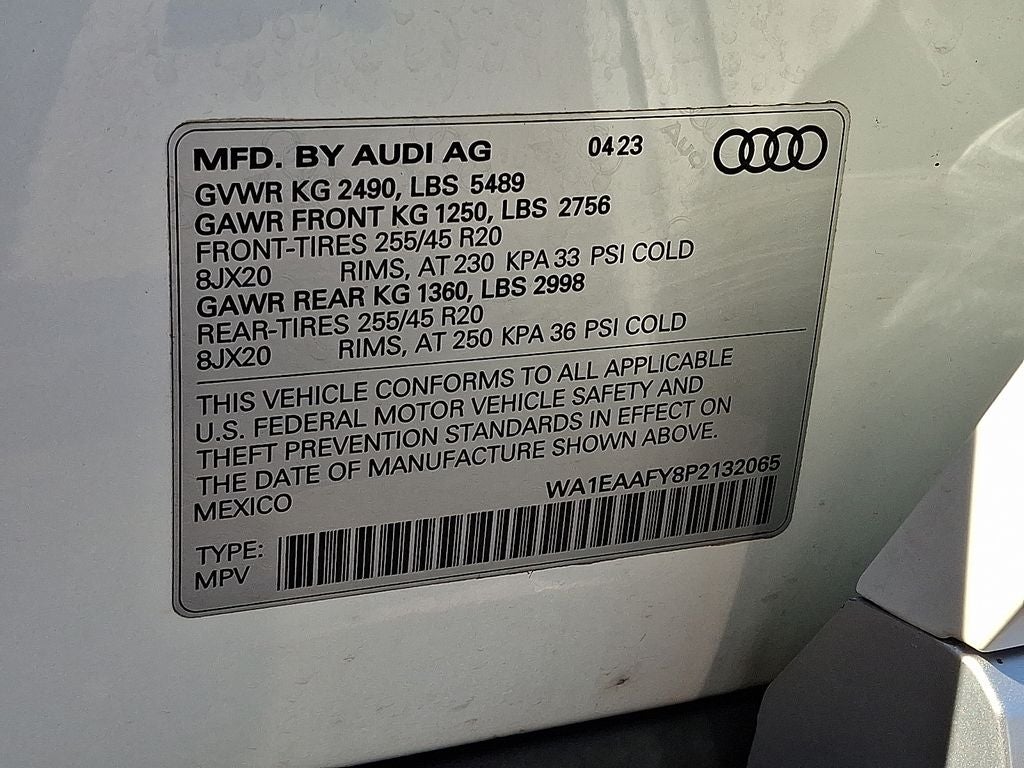 MFD. BY AUDI AG 0423
GVWR KG 2490, LBS 5489
GAWR FRONT KG 1250, LBS 2756
FRONT-TIRES 255/45 R20
8JX20 RIMS, AT 230 KPA 33 PSI COLD
GAWR REAR KG 1360, LBS 2998
REAR-TIRES 255/45 R20
8JX20 RIMS, AT 250 KPA 36 PSI COLD
THIS VEHICLE CONFORMS TO ALL APPLICABLE
U.S. FEDERAL MOTOR VEHICLE SAFETY AND
THEFT PREVENTION STANDARDS IN EFFECT ON
THE DATE OF MANUFACTURE SHOWN ABOVE.
MEXICO WA1EAAFY8P2132065
TYPE:
MPV